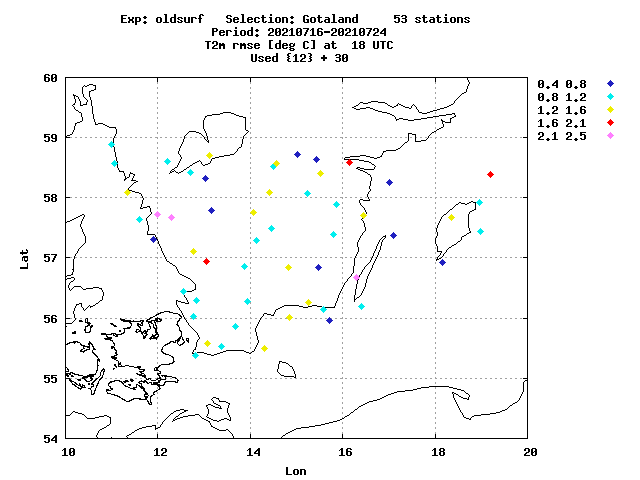 Exp: oldsurf   Selection: Gotaland     53 stations
Period: 20210716-20210724
T2m rmse [deg C] at  18 UTC
Used {12} + 30
60
59
58
57
56
55
54
Lat
10 12 14 16 18 20
Lon
0.4 0.8
0.8 1.2
1.2 1.6
1.6 2.1
2.1 2.5